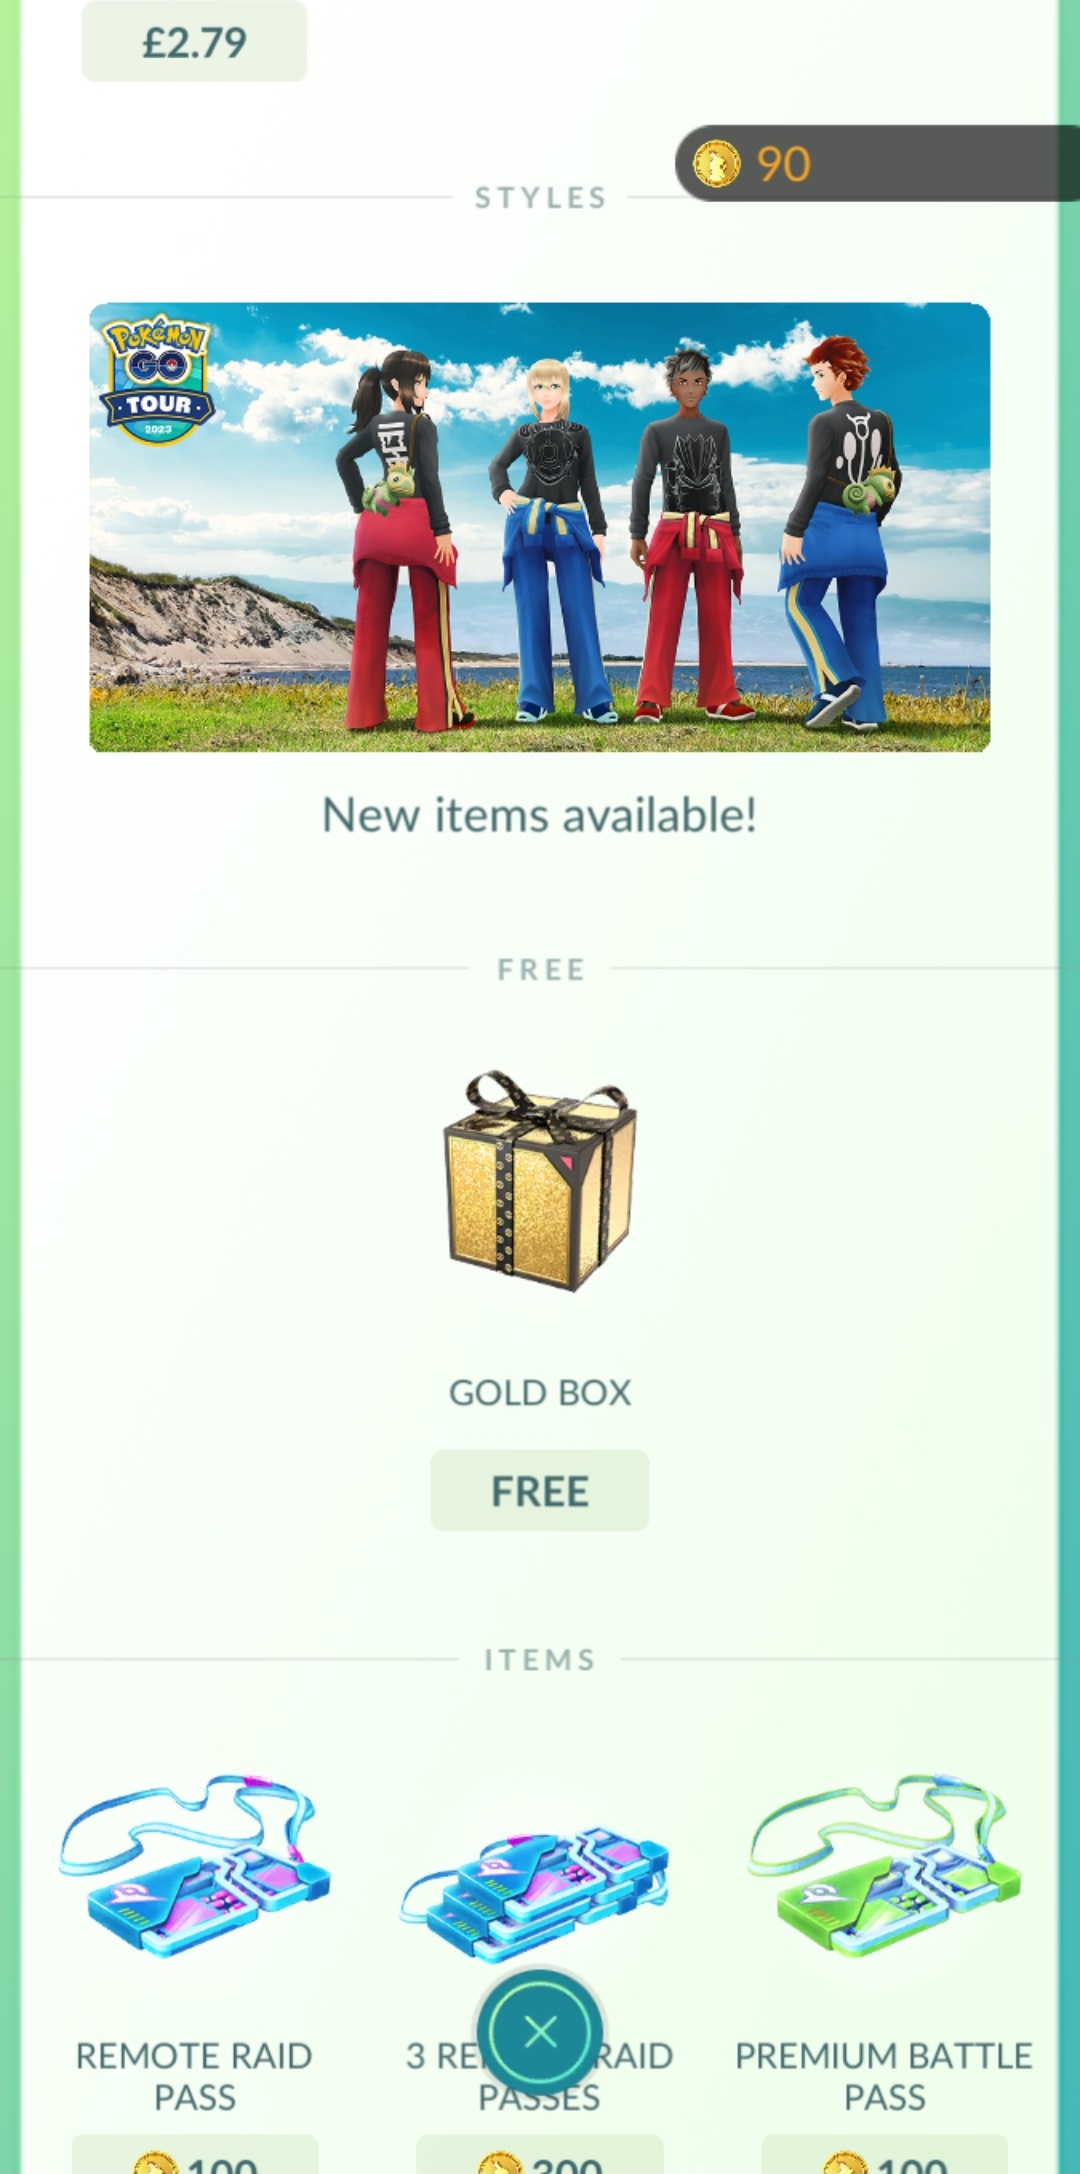 £2.79
90
STYLES
Pokémon
GO
TOUR
2023
New items available!
FREE
GOLD BOX
FREE
ITEMS
REMOTE RAID
PASS
3 RE RAID
PASSES
PREMIUM BATTLE
PASS
100
300
100